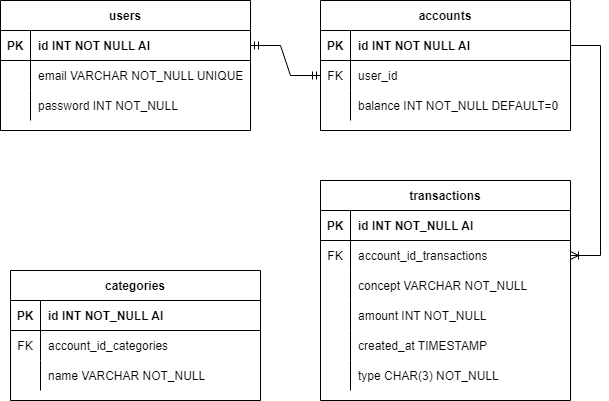 users
PK id INT NOT NULL AI
email VARCHAR NOT_NULL UNIQUE
password INT NOT_NULL
accounts
PK id INT NOT NULL AI
FK user_id
balance INT NOT_NULL DEFAULT=0
transactions
PK id INT NOT_NULL AI
FK account_id_transactions
concept VARCHAR NOT_NULL
amount INT NOT_NULL
created_at TIMESTAMP
type CHAR(3) NOT_NULL
categories
PK id INT NOT_NULL AI
FK account_id_categories
name VARCHAR NOT_NULL